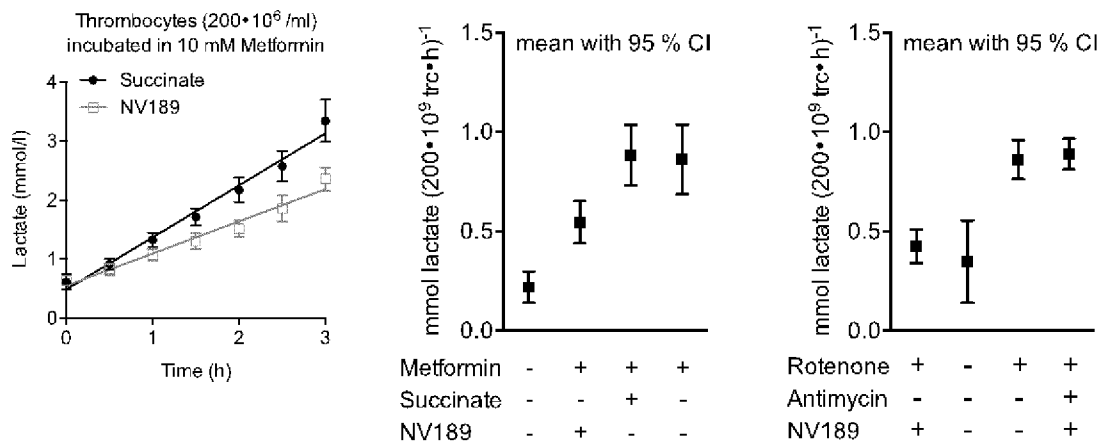 Thrombocytes (200•10⁶ /ml)
incubated in 10 mM Metformin
Succinate
NV189
Lactate (mmol/l)
4
3
2
1
0
0 1 2 3
Time (h)
mean with 95 % CI
mmol lactate (200•10⁹ trc•h)⁻¹
1.5
1.0
0.5
0.0
Metformin - + + +
Succinate - - + -
NV189 - + - -
mean with 95 % CI
mmol lactate (200•10⁹ trc•h)⁻¹
1.5
1.0
0.5
0.0
Rotenone + - + +
Antimycin - - - +
NV189 + - - +